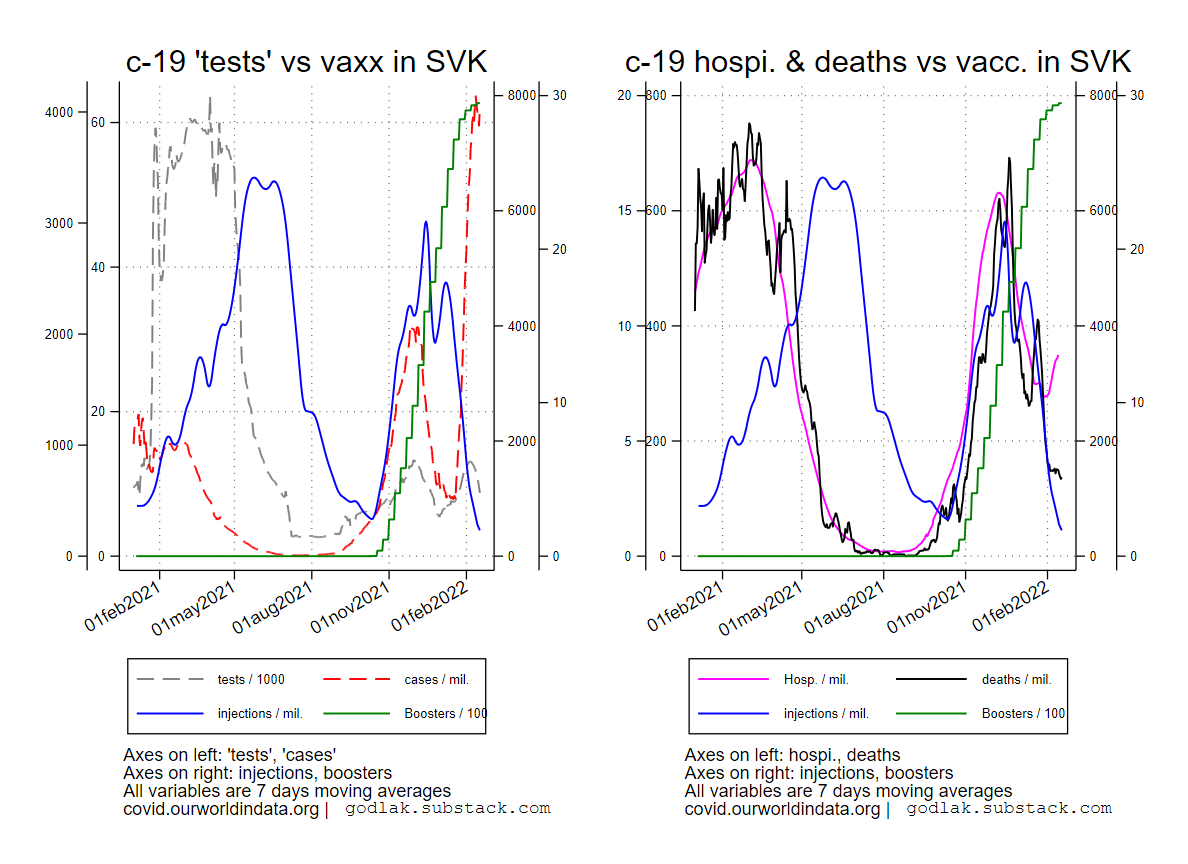 c-19 'tests' vs vaxx in SVK
4000
3000
2000
1000
0
60
40
20
0
8000
6000
4000
2000
0
30
20
10
0
01feb2021
01may2021
01aug2021
01nov2021
01feb2022
tests / 1000
cases / mil.
injections / mil.
Boosters / 100
Axes on left: 'tests', 'cases'
Axes on right: injections, boosters
All variables are 7 days moving averages
covid.ourworldindata.org | godlak.substack.com
c-19 hospi. & deaths vs vacc. in SVK
20
15
10
5
0
800
600
400
200
0
8000
6000
4000
2000
0
30
20
10
0
01feb2021
01may2021
01aug2021
01nov2021
01feb2022
Hosp. / mil.
deaths / mil.
injections / mil.
Boosters / 100
Axes on left: hospi., deaths
Axes on right: injections, boosters
All variables are 7 days moving averages
covid.ourworldindata.org | godlak.substack.com